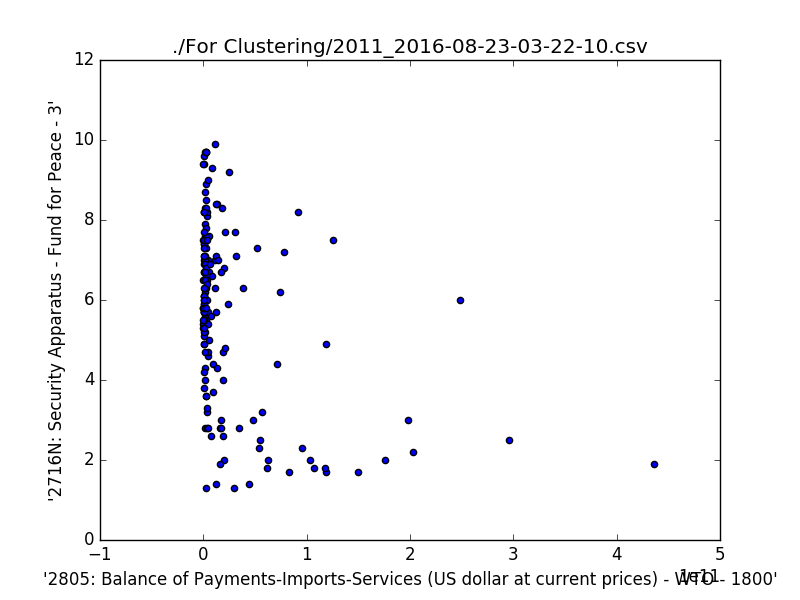 ./For Clustering/2011_2016-08-23-03-22-10.csv
12
10
8
6
4
2
0
'2716N: Security Apparatus - Fund for Peace - 3'
−1 0 1 2 3 4 5
1e11
'2805: Balance of Payments-Imports-Services (US dollar at current prices) - WTO - 1800'